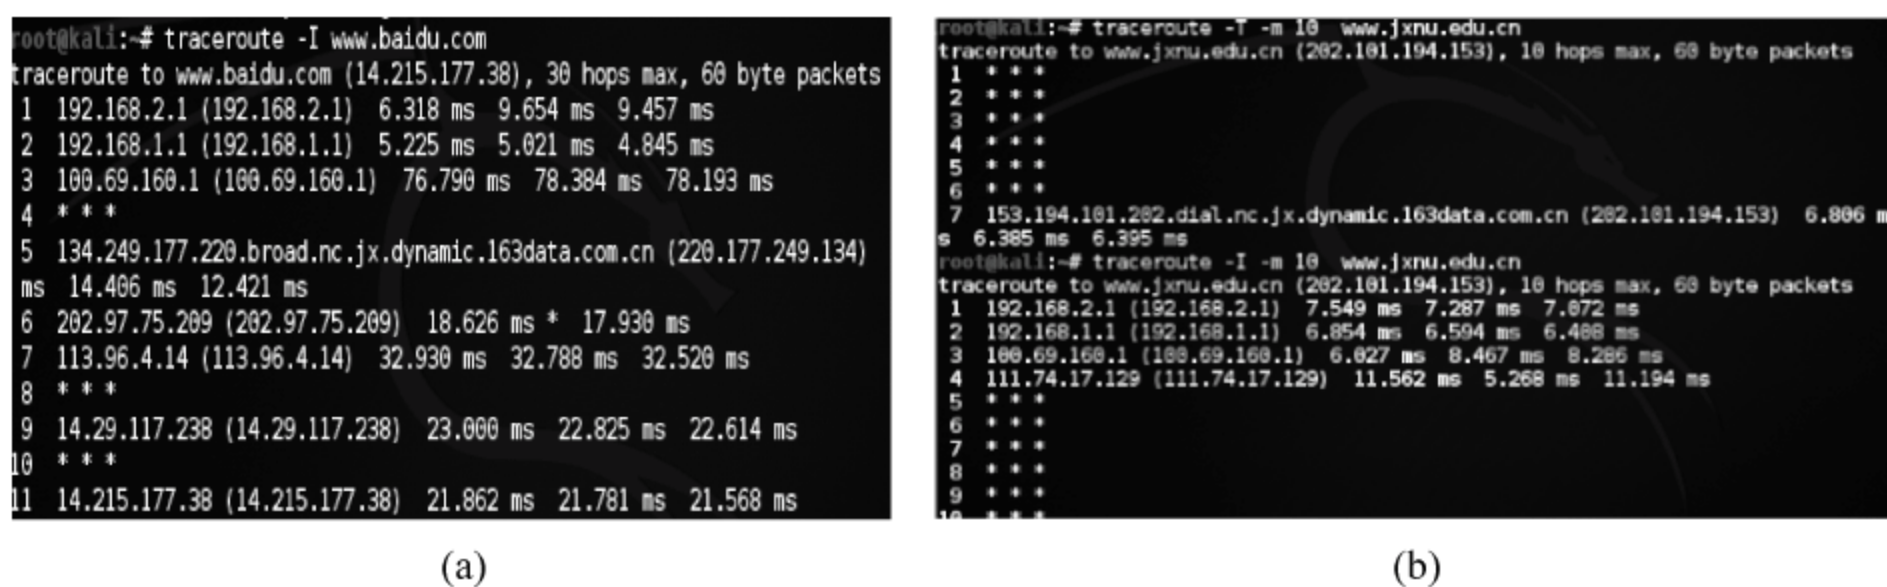 root@kali:~# traceroute -I www.baidu.com
traceroute to www.baidu.com (14.215.177.38), 30 hops max, 60 byte packets
1 192.168.2.1 (192.168.2.1) 6.318 ms 9.654 ms 9.457 ms
2 192.168.1.1 (192.168.1.1) 5.225 ms 5.021 ms 4.845 ms
3 100.69.160.1 (100.69.160.1) 76.790 ms 78.384 ms 78.193 ms
4 * * *
5 134.249.177.220.broad.nc.jx.dynamic.163data.com.cn (220.177.249.134)
ms 14.406 ms 12.421 ms
6 202.97.75.209 (202.97.75.209) 18.626 ms * 17.930 ms
7 113.96.4.14 (113.96.4.14) 32.930 ms 32.788 ms 32.520 ms
8 * * *
9 14.29.117.238 (14.29.117.238) 23.000 ms 22.825 ms 22.614 ms
10 * * *
11 14.215.177.38 (14.215.177.38) 21.862 ms 21.781 ms 21.568 ms
(a)
root@kali:~# traceroute -T -m 10 www.jxnu.edu.cn
traceroute to www.jxnu.edu.cn (202.101.194.153), 10 hops max, 60 byte packets
1 * * *
2 * * *
3 * * *
4 * * *
5 * * *
6 * * *
7 153.194.101.202.dial.nc.jx.dynamic.163data.com.cn (202.101.194.153) 6.806 m
s 6.385 ms 6.395 ms
root@kali:~# traceroute -I -m 10 www.jxnu.edu.cn
traceroute to www.jxnu.edu.cn (202.101.194.153), 10 hops max, 60 byte packets
1 192.168.2.1 (192.168.2.1) 7.549 ms 7.287 ms 7.072 ms
2 192.168.1.1 (192.168.1.1) 6.854 ms 6.594 ms 6.408 ms
3 100.69.160.1 (100.69.160.1) 6.027 ms 8.467 ms 8.286 ms
4 111.74.17.129 (111.74.17.129) 11.562 ms 5.268 ms 11.194 ms
5 * * *
6 * * *
7 * * *
8 * * *
9 * * *
10 * * *
(b)